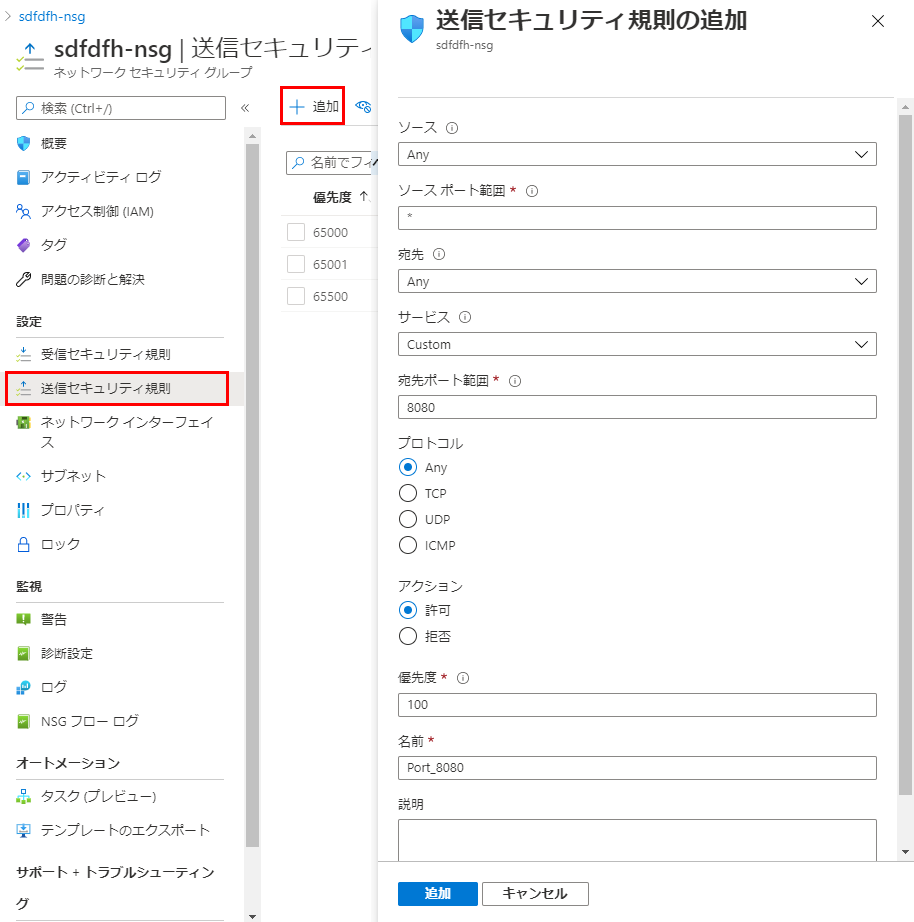 sdfdfh-nsg
sdfdfh-nsg | 送信セキュリティ
ネットワーク セキュリティ グループ
検索 (Ctrl+/)
«
概要
アクティビティ ログ
アクセス制御 (IAM)
タグ
問題の診断と解決
設定
受信セキュリティ規則
送信セキュリティ規則
ネットワーク インターフェイ
ス
サブネット
プロパティ
ロック
監視
警告
診断設定
ログ
NSG フロー ログ
オートメーション
タスク (プレビュー)
テンプレートのエクスポート
サポート + トラブルシューティン
グ
追加
名前でフィ
優先度 ↑
65000
65001
65500
送信セキュリティ規則の追加
sdfdfh-nsg
ソース
Any
ソース ポート範囲 *
*
宛先
Any
サービス
Custom
宛先ポート範囲 *
8080
プロトコル
Any
TCP
UDP
ICMP
アクション
許可
拒否
優先度 *
100
名前 *
Port_8080
説明
追加
キャンセル